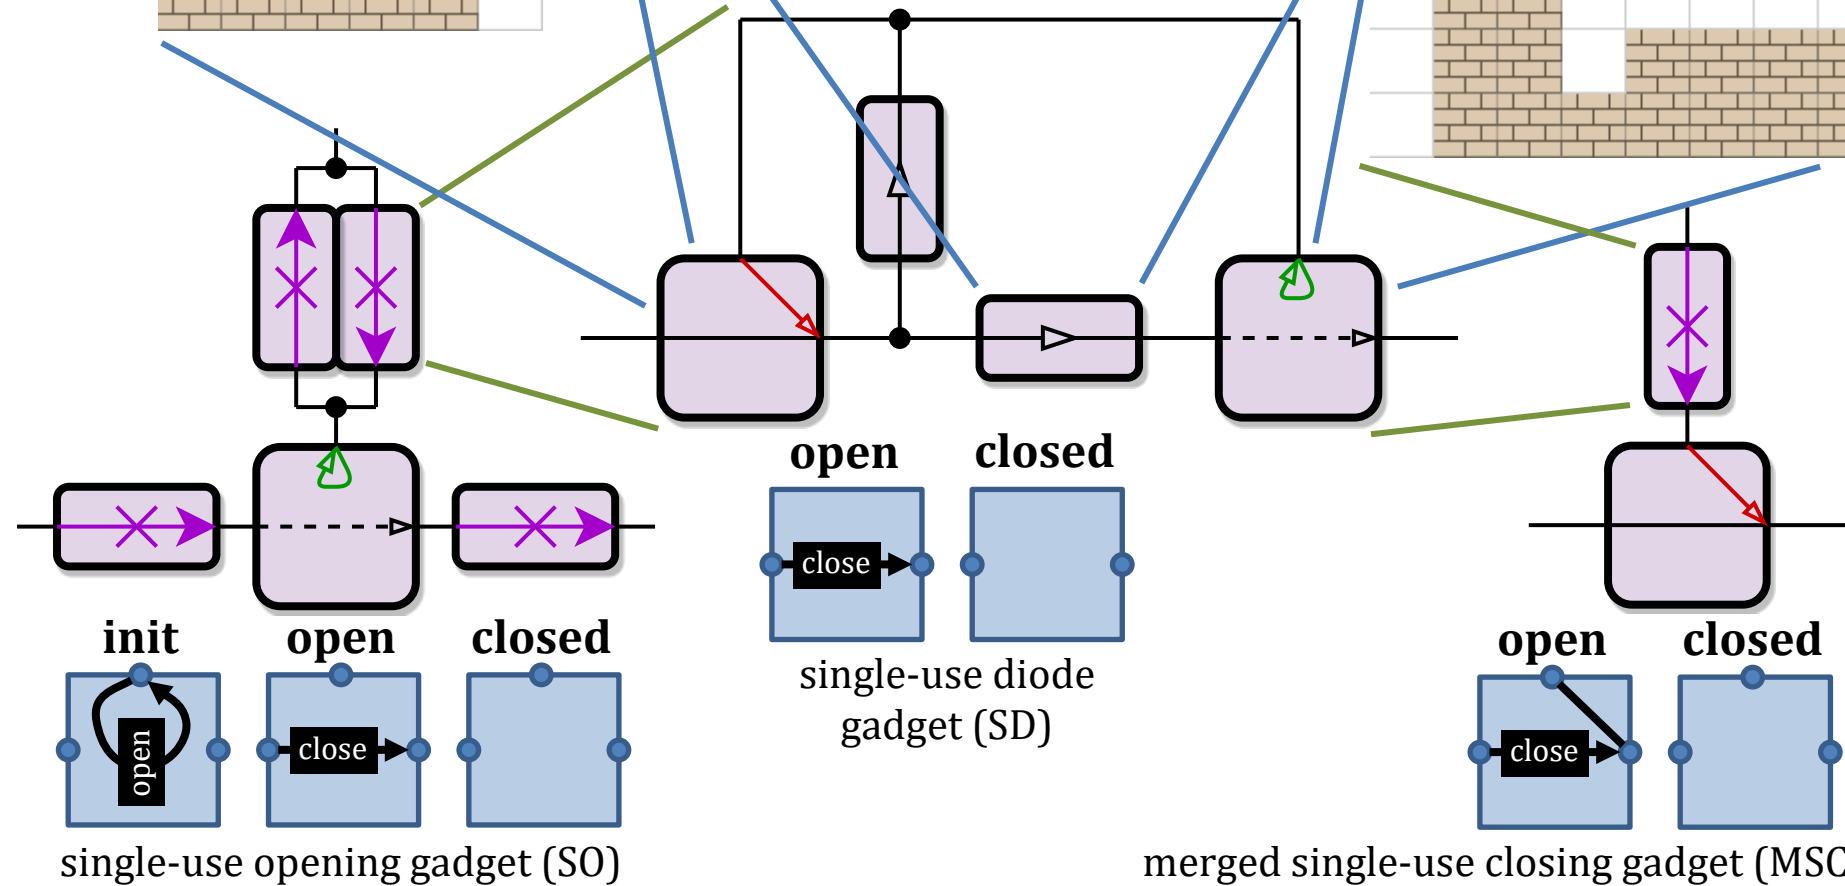 open closed
close
single-use diode
gadget (SD)
init open closed
open
close
single-use opening gadget (SO)
open closed
close
merged single-use closing gadget (MSC